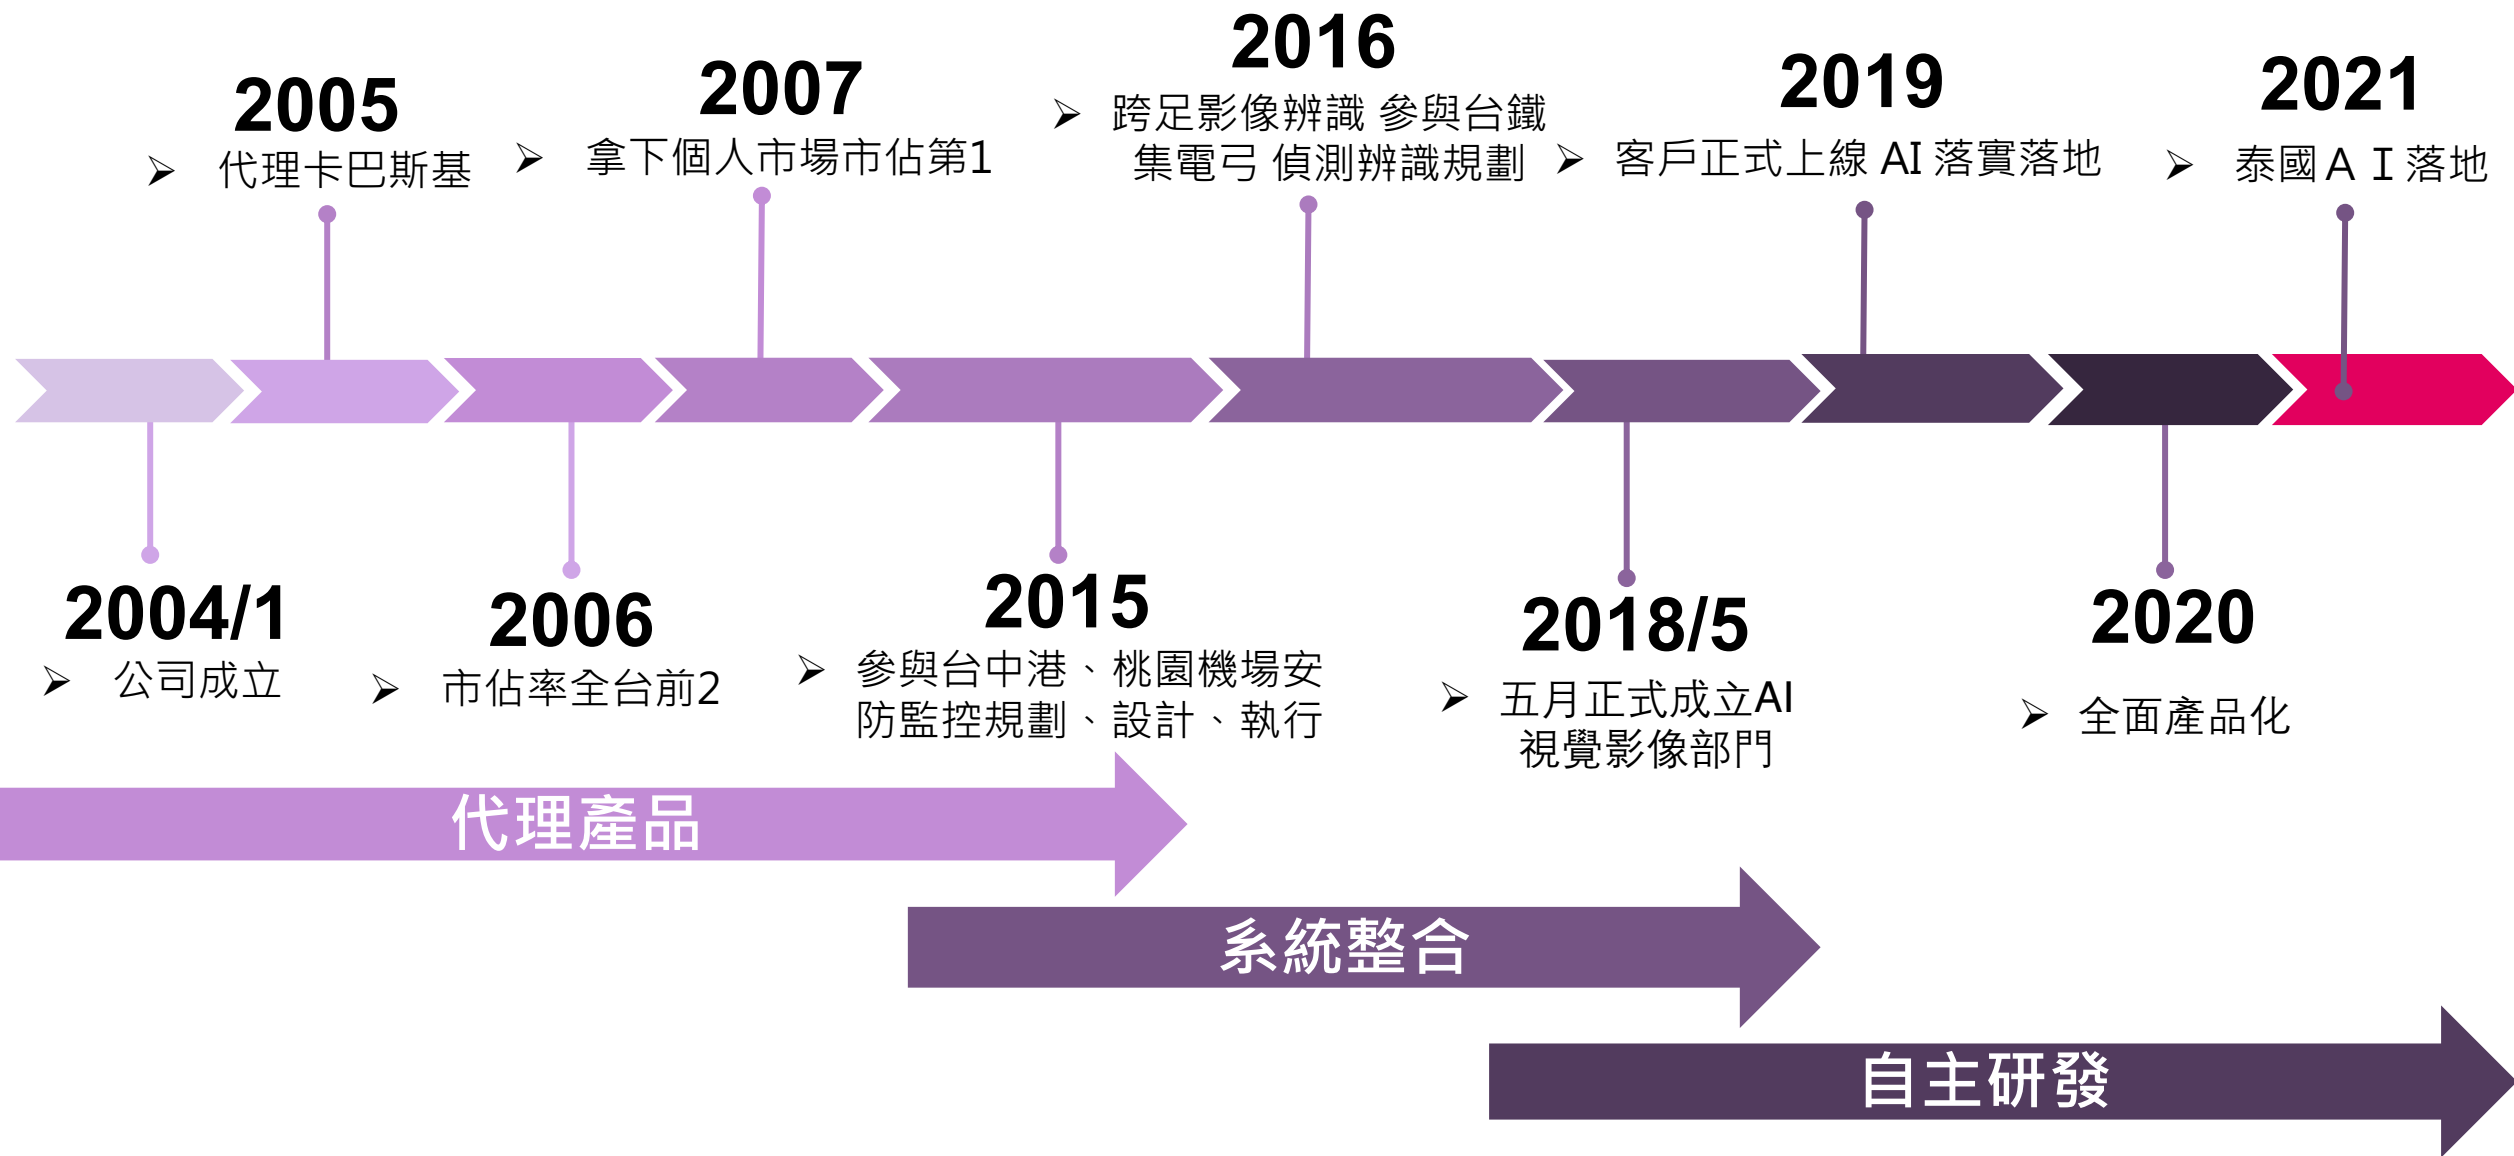 2005
➢ 代理卡巴斯基
2007
➢ 拿下個人市場市佔第1
2016
➢ 跨足影像辨識 參與台鐵
集電弓偵測辨識規劃
2019
➢ 客戶正式上線 AI 落實落地
2021
➢ 泰國ＡＩ落地
2004/1
➢ 公司成立
2006
➢ 市佔率全台前2
2015
➢ 參與台中港、桃園機場安
防監控規劃、設計、執行
2018/5
➢ 五月正式成立AI
視覺影像部門
2020
➢ 全面產品化
代理產品
系統整合
自主研發